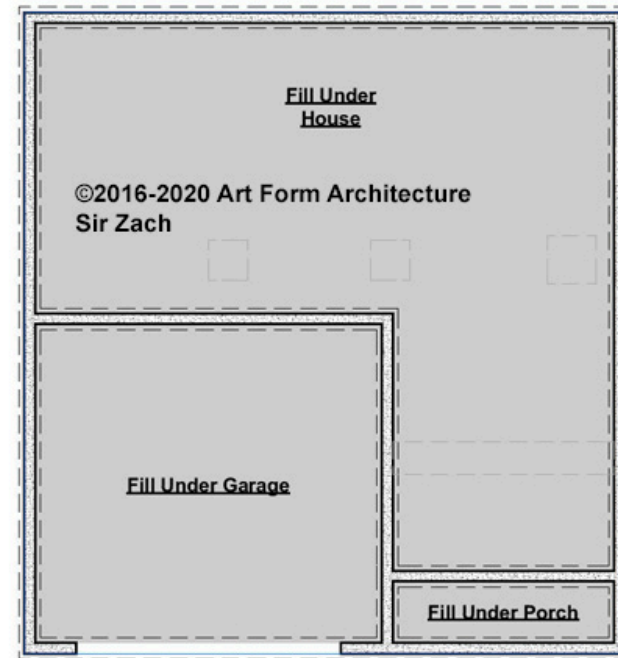 Fill Under
House
©2016-2020 Art Form Architecture
Sir Zach
Fill Under Garage
Fill Under Porch